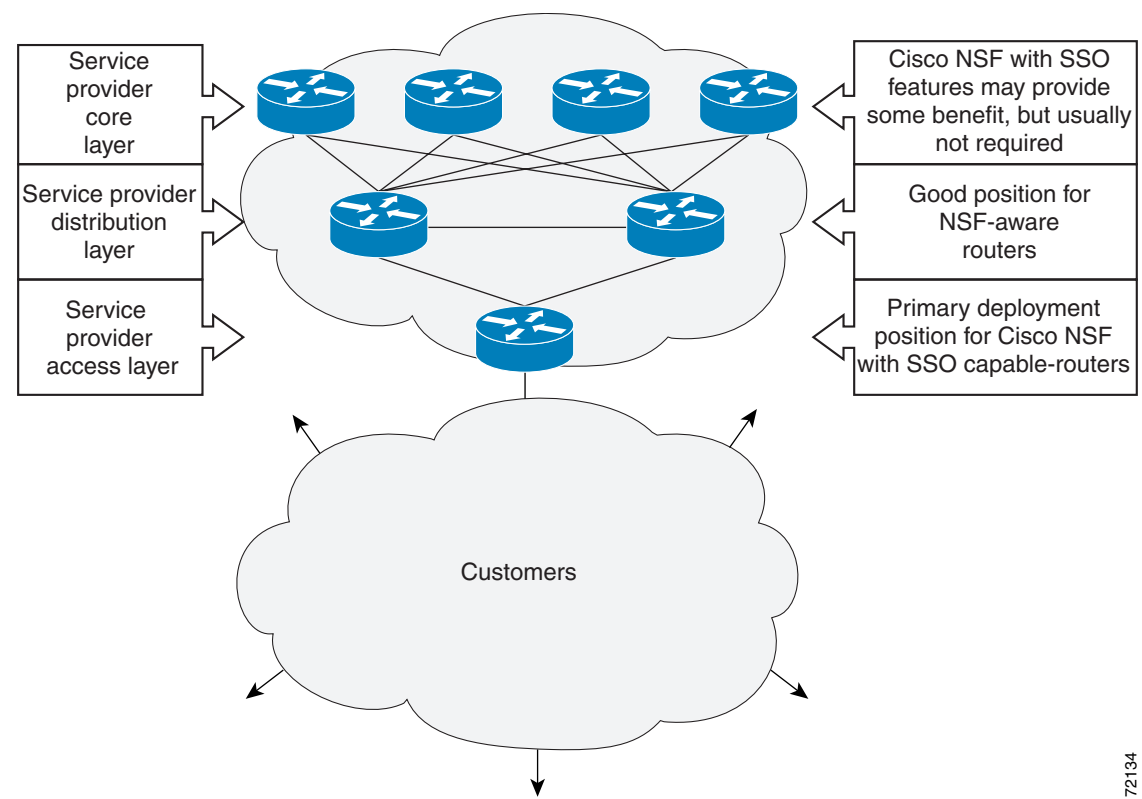 Service
provider
core
layer
Cisco NSF with SSO
features may provide
some benefit, but usually
not required
Service provider
distribution
layer
Good position for
NSF-aware
routers
Service
provider
access layer
Primary deployment
position for Cisco NSF
with SSO capable-routers
Customers
72134